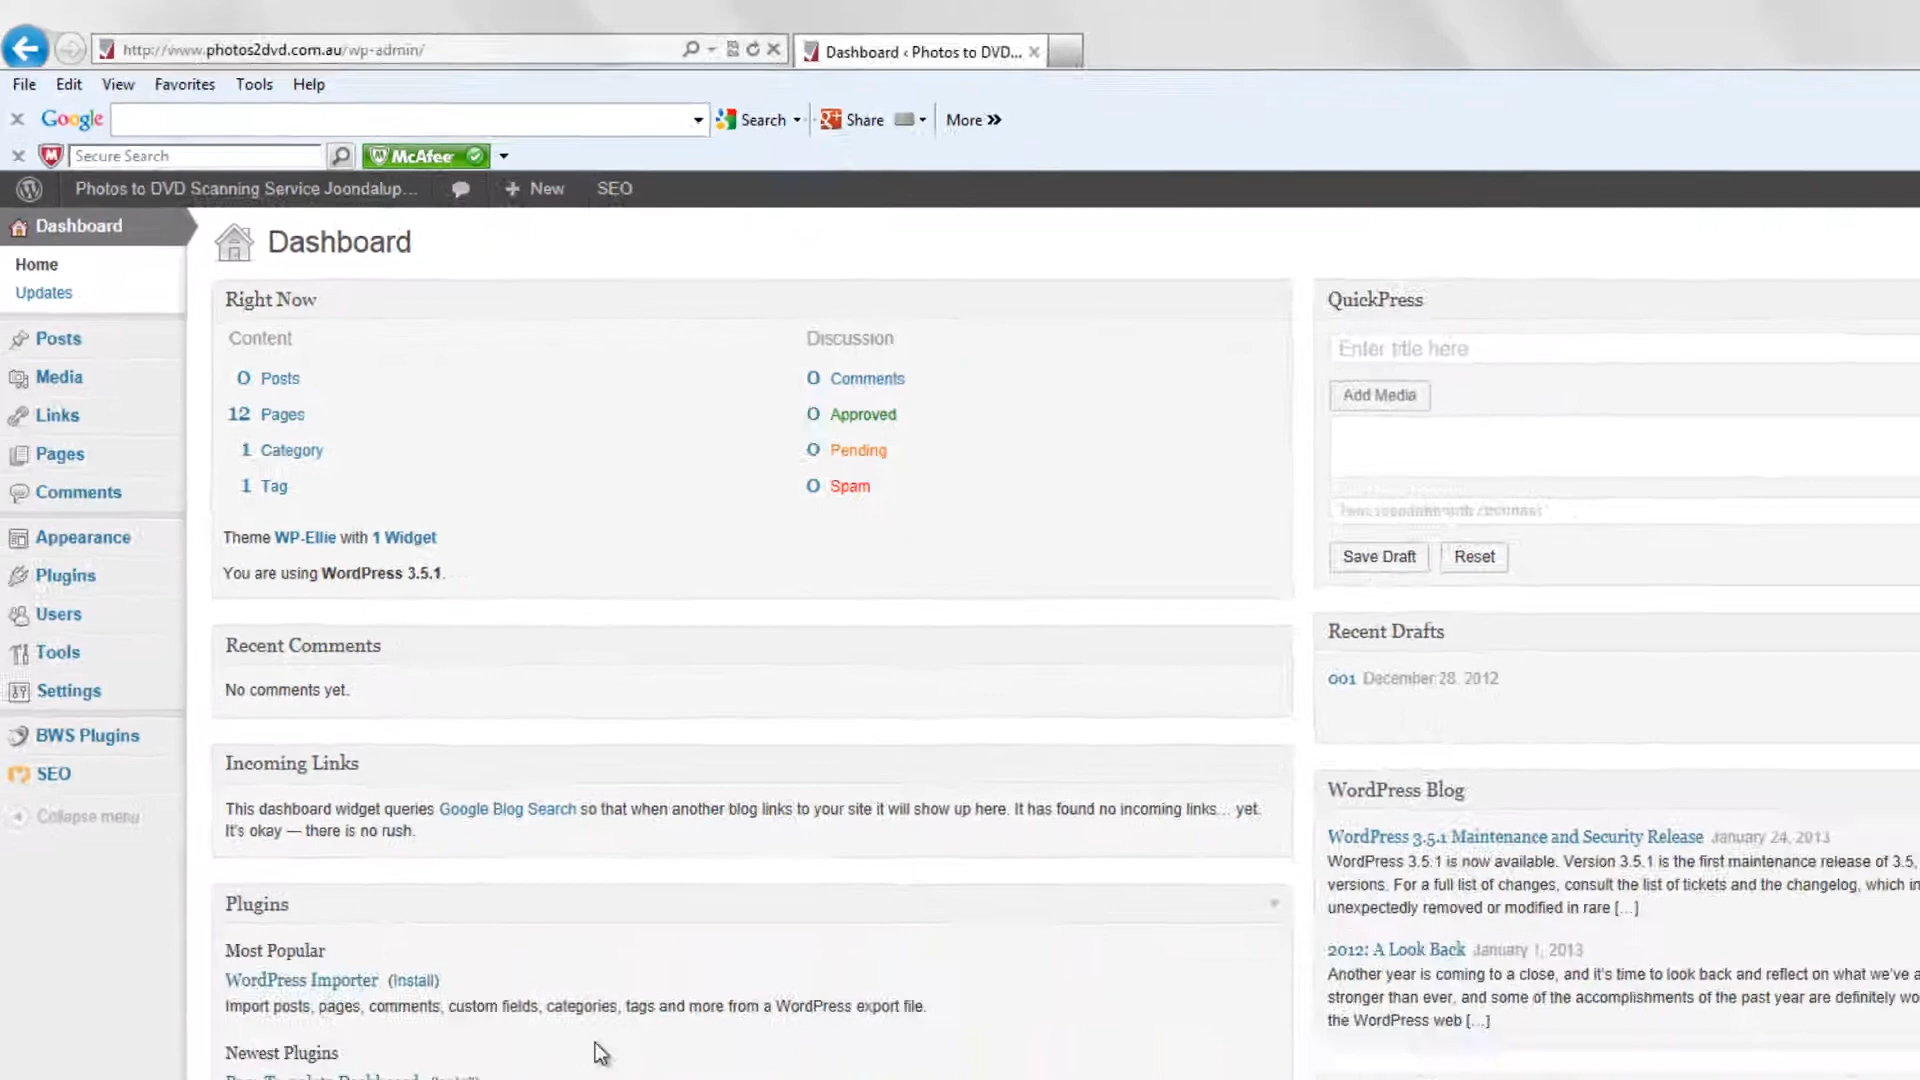 http://www.photos2dvd.com.au/wp-admin/
Dashboard ‹ Photos to DVD...
File Edit View Favorites Tools Help
Google Search Share More »
Secure Search McAfee
Photos to DVD Scanning Service Joondalup... + New SEO
Dashboard
Home
Updates
Posts
Media
Links
Pages
Comments
Appearance
Plugins
Users
Tools
Settings
BWS Plugins
SEO
Collapse menu
Dashboard
Right Now
Content Discussion
0 Posts 0 Comments
12 Pages 0 Approved
1 Category 0 Pending
1 Tag 0 Spam
Theme WP-Ellie with 1 Widget
You are using WordPress 3.5.1.
Recent Comments
No comments yet.
Incoming Links
This dashboard widget queries Google Blog Search so that when another blog links to your site it will show up here. It has found no incoming links... yet.
It's okay — there is no rush.
Plugins
Most Popular
WordPress Importer (Install)
Import posts, pages, comments, custom fields, categories, tags and more from a WordPress export file.
Newest Plugins
QuickPress
Enter title here
Add Media
Save Draft Reset
Recent Drafts
001 December 28, 2012
WordPress Blog
WordPress 3.5.1 Maintenance and Security Release January 24, 2013
WordPress 3.5.1 is now available. Version 3.5.1 is the first maintenance release of 3.5,
versions. For a full list of changes, consult the list of tickets and the changelog, which in
unexpectedly removed or modified in rare [...]
2012: A Look Back January 1, 2013
Another year is coming to a close, and it's time to look back and reflect on what we've a
stronger than ever, and some of the accomplishments of the past year are definitely wo
the WordPress web [...]